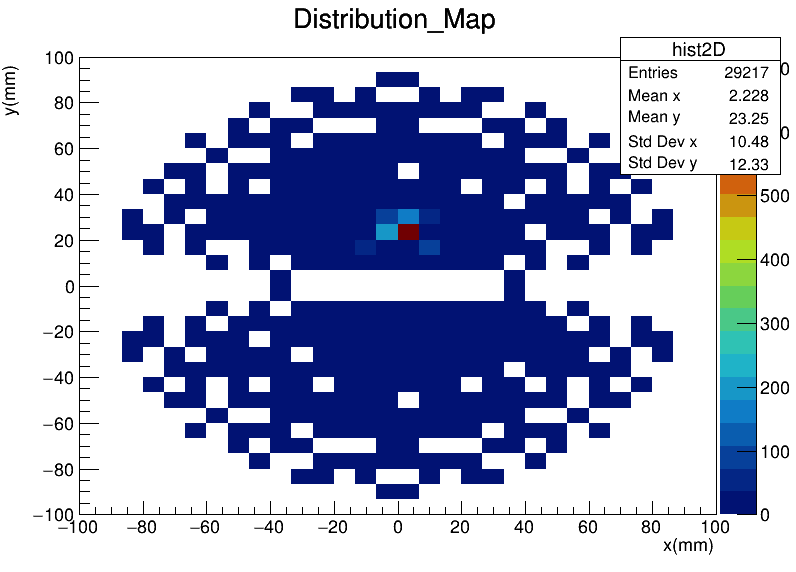 Distribution_Map
hist2D
Entries 29217
Mean x 2.228
Mean y 23.25
Std Dev x 10.48
Std Dev y 12.33
y(mm)
100
80
60
40
20
0
−20
−40
−60
−80
−100
−100 −80 −60 −40 −20 0 20 40 60 80 100
x(mm)
0
0
500
400
300
200
100
0